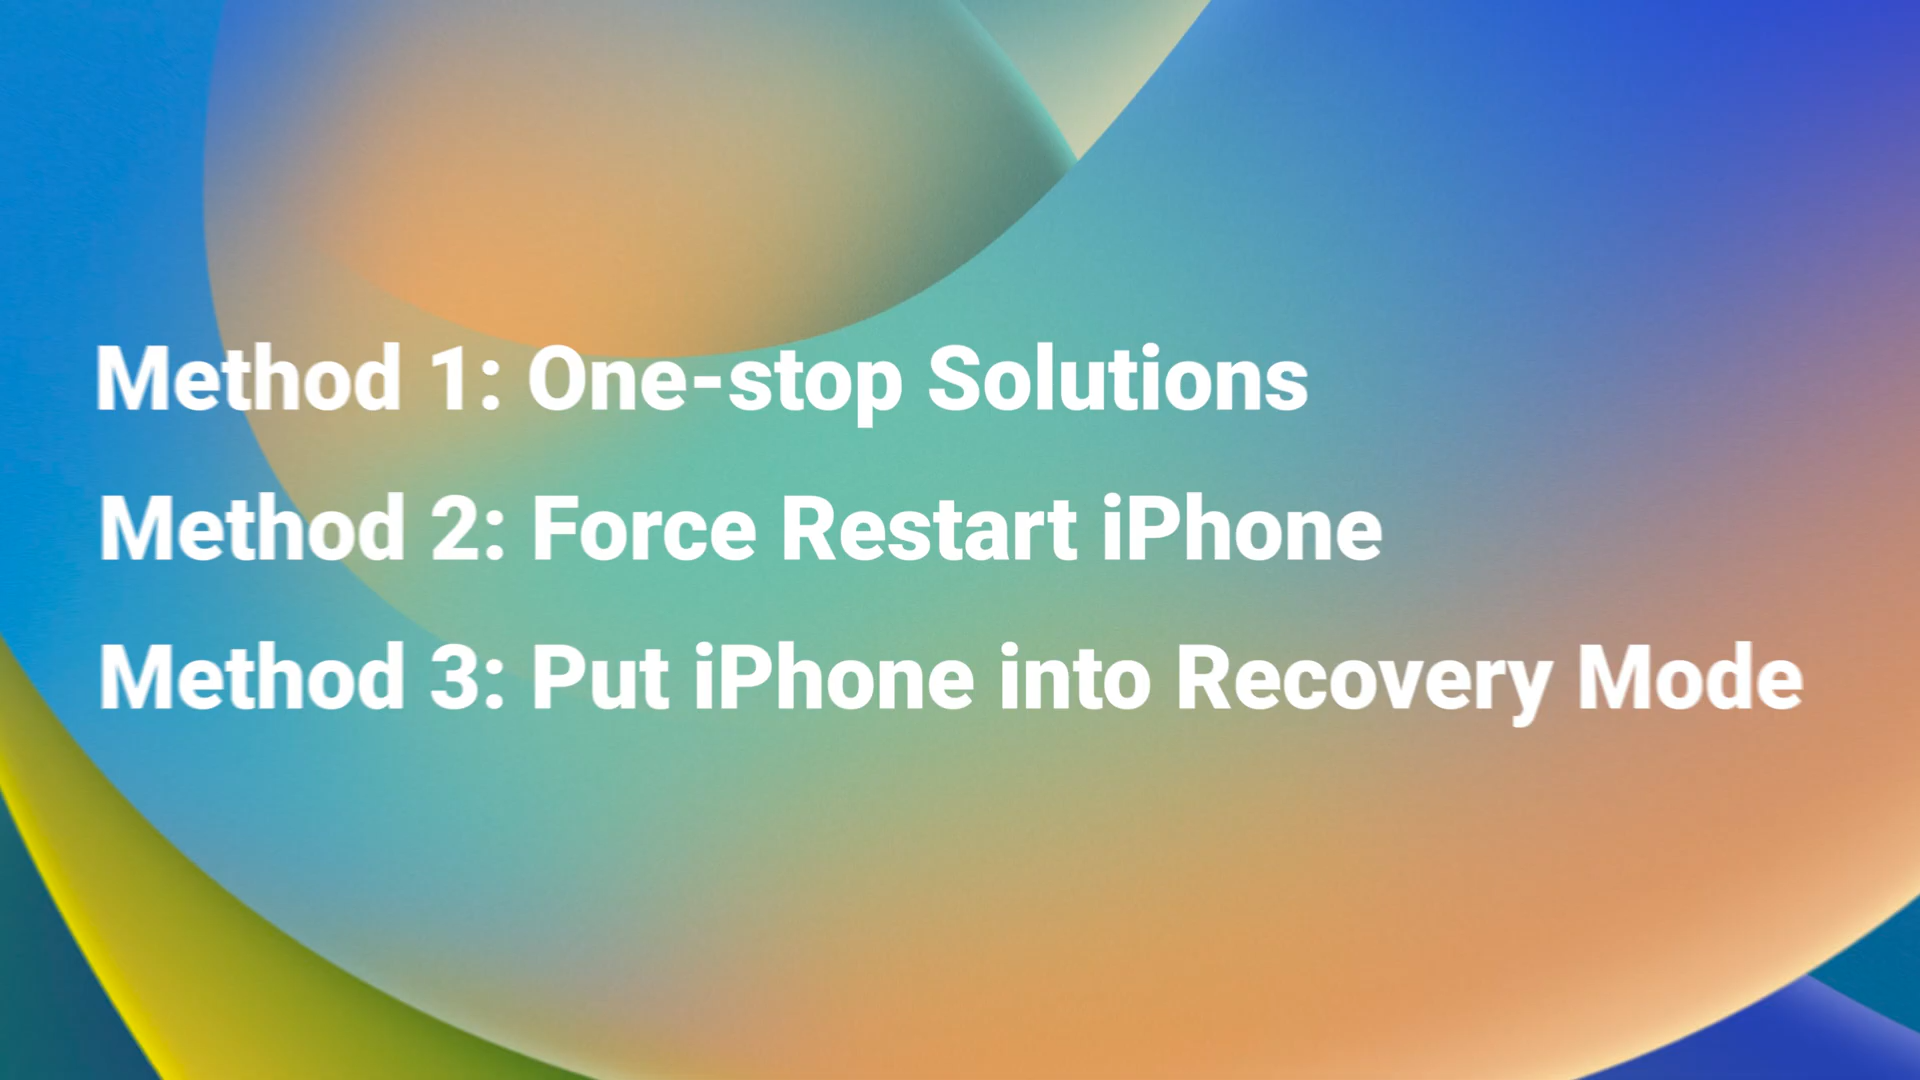 Method 1: One-stop Solutions
Method 2: Force Restart iPhone
Method 3: Put iPhone into Recovery Mode